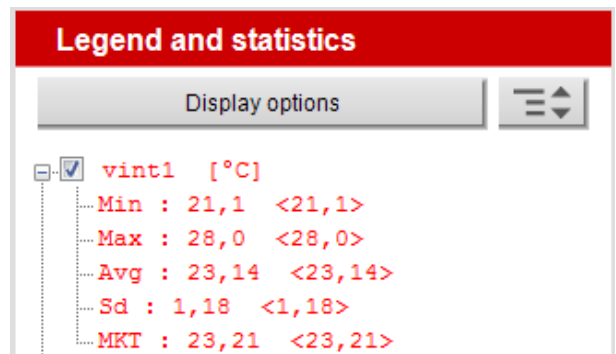 Legend and statistics
Display options
vint1 [°C]
Min : 21,1 <21,1>
Max : 28,0 <28,0>
Avg : 23,14 <23,14>
Sd : 1,18 <1,18>
MKT : 23,21 <23,21>